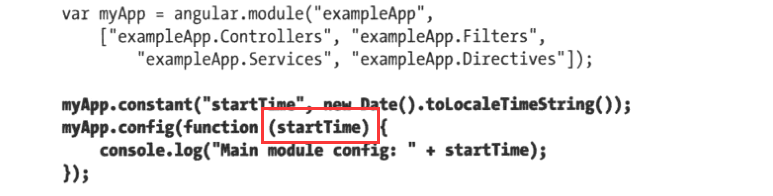 var myApp = angular.module("exampleApp",
["exampleApp.Controllers", "exampleApp.Filters",
"exampleApp.Services", "exampleApp.Directives"]);
myApp.constant("startTime", new Date().toLocaleTimeString());
myApp.config(function (startTime) {
console.log("Main module config: " + startTime);
});